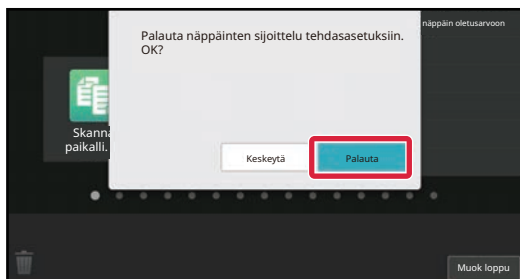 näppäin oletusarvoon
Palauta näppäinten sijoittelu tehdasasetuksiin.
OK?
Skanna
paikalli.
Keskeytä
Palauta
Muok loppu